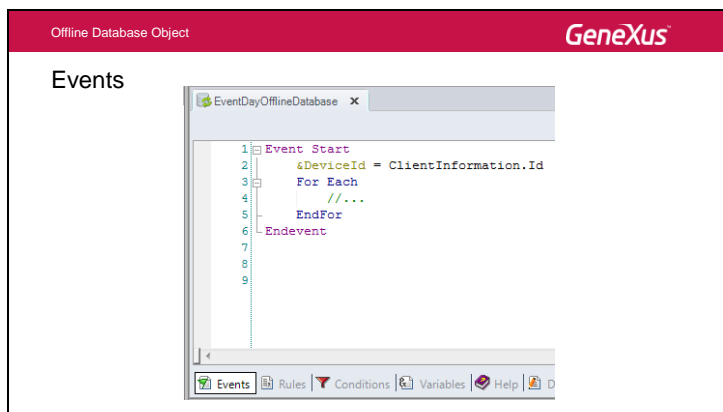 Offline Database Object
GeneXus™
Events
EventDayOfflineDatabase X
1 Event Start
2 &DeviceId = ClientInformation.Id
3 For Each
4 //...
5 EndFor
6 Endevent
7
8
9
Events Rules Conditions Variables Help D